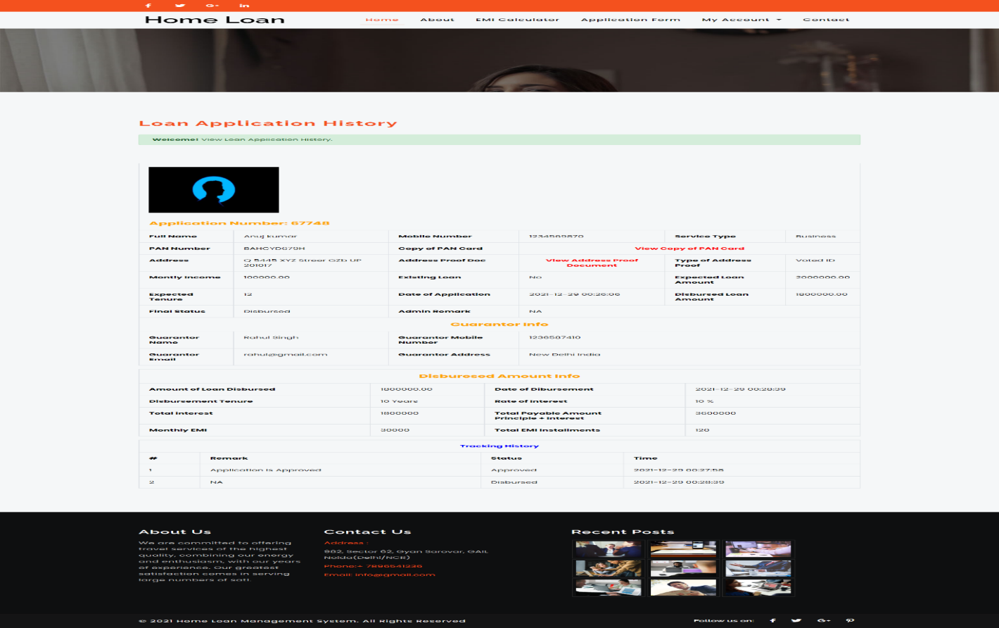 Home Loan
Home About EMI Calculator Application Form My Account Contact
Loan Application History
Welcome! View Loan Application History.
Application Number: 67748
Full Name Anuj kumar Mobile Number 1234569870 Service Type Business
PAN Number Copy of PAN Card View Copy of PAN Card
Address Q 5445 XYZ Streer GZb UP Address Proof Doc View Address Proof Type of Address Voted ID
201017 Document Proof
Montly Income 100000.00 Existing Loan No Expected Loan 2000000.00
Amount
Expected 12 Date of Application 2021-12-29 00:26:06 Disbursed Loan 1800000.00
Tenure Amount
Final Status Disbursed Admin Remark NA
Guarantor Info
Guarantor Rahul Singh Guarantor Mobile 1236587410
Name Number
Guarantor rahul@gmail.com Guarantor Address New Delhi India
Email
Disburesed Amount Info
Amount of Loan Disbursed 1800000.00 Date of Dibursement 2021-12-29 00:28:39
Disbursement Tenure 10 Years Rate of Interest 10 %
Total Interest 1800000 Total Payable Amount 3600000
Principle + Interest
Monthly EMI 30000 Total EMI Installments 120
Tracking History
# Remark Status Time
1 Application is Approved Approved 2021-12-29 00:27:58
2 NA Disbursed 2021-12-29 00:28:39
About Us
We are committed to offering
travel services of the highest
quality, combining our energy
and enthusiasm, with our years
of experience. Our greatest
satisfaction comes in serving
large numbers of sati.
Contact Us
Address :
982, Sector 62, Gyan Sarovar, GAIL
Noida(Delhi/NCR)
Phone:+ 7896541236
Email: info@gmail.com
Recent Posts
© 2021 Home Loan Management System. All Rights Reserved
Follow us on: